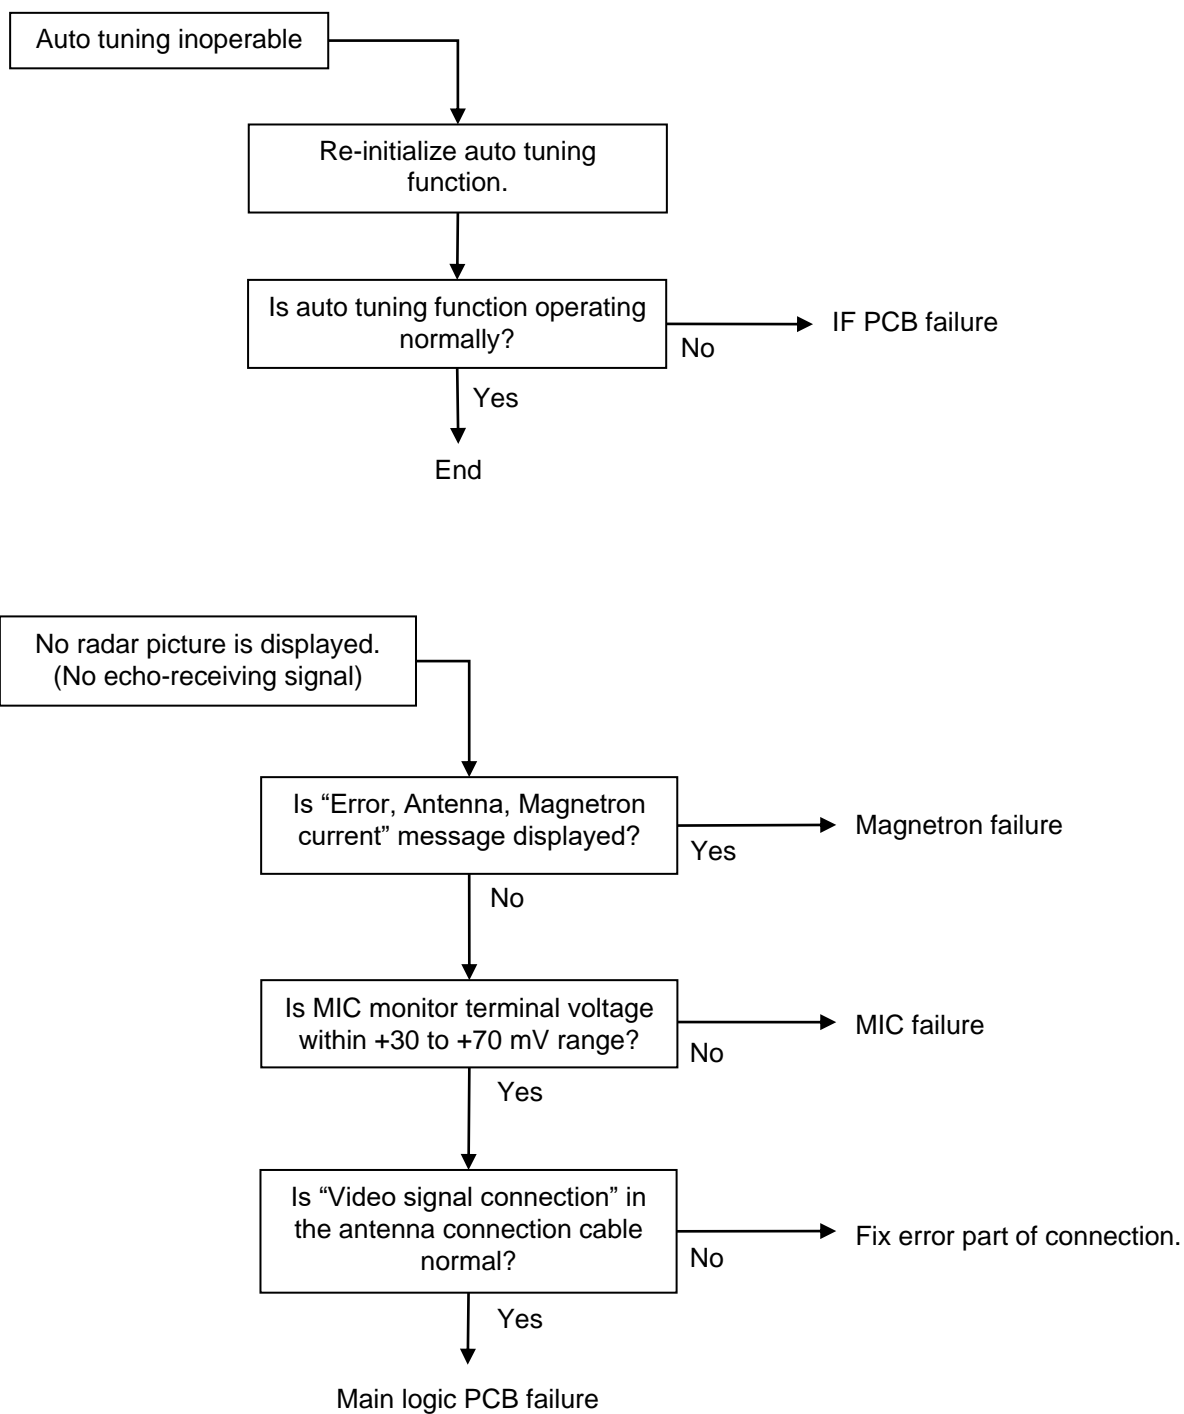 Auto tuning inoperable
Re-initialize auto tuning
function.
Is auto tuning function operating
normally?
No
IF PCB failure
Yes
End
No radar picture is displayed.
(No echo-receiving signal)
Is “Error, Antenna, Magnetron
current” message displayed?
Yes
Magnetron failure
No
Is MIC monitor terminal voltage
within +30 to +70 mV range?
No
MIC failure
Yes
Is “Video signal connection” in
the antenna connection cable
normal?
No
Fix error part of connection.
Yes
Main logic PCB failure